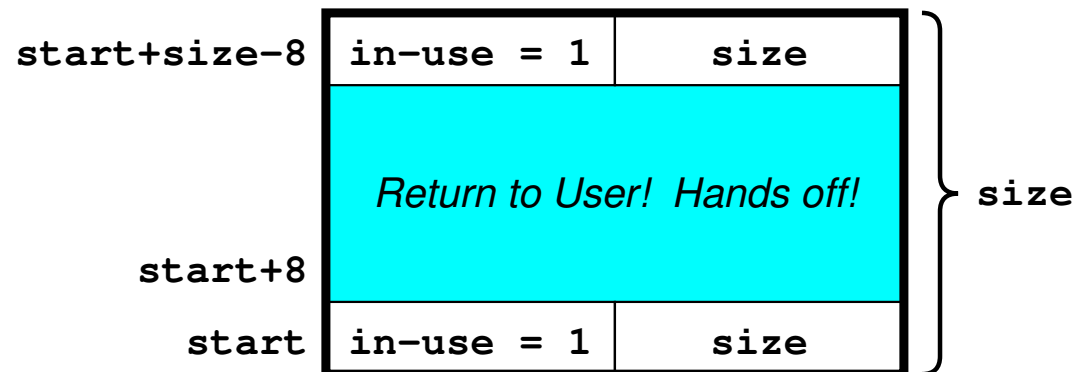 start+size-8 in-use = 1 size
Return to User! Hands off!
size
start+8
start in-use = 1 size